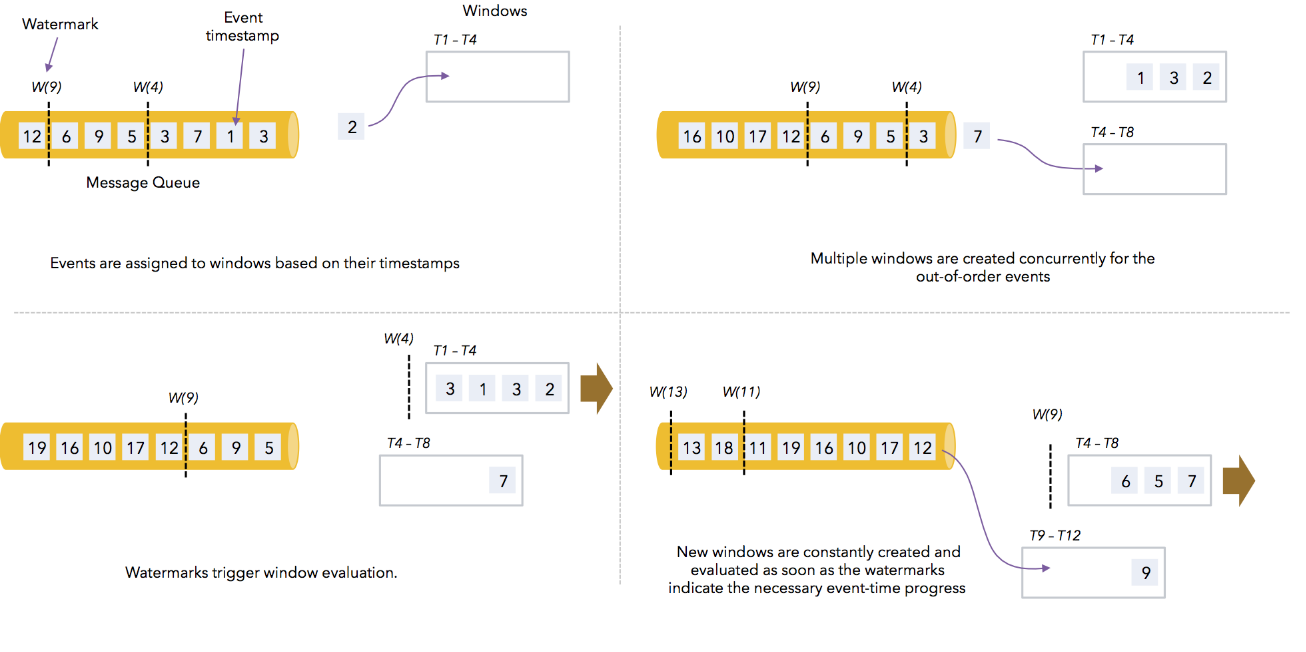 Watermark
Event
timestamp
Windows
T1 – T4
W(9)
W(4)
12 6 9 5 3 7 1 3
2
Message Queue
Events are assigned to windows based on their timestamps
T1 – T4
1 3 2
W(9)
W(4)
16 10 17 12 6 9 5 3
7
T4 – T8
Multiple windows are created concurrently for the
out-of-order events
W(4)
T1 – T4
3 1 3 2
W(9)
19 16 10 17 12 6 9 5
T4 – T8
7
Watermarks trigger window evaluation.
W(13)
W(11)
13 18 11 19 16 10 17 12
W(9)
T4 – T8
6 5 7
T9 – T12
9
New windows are constantly created and
evaluated as soon as the watermarks
indicate the necessary event-time progress